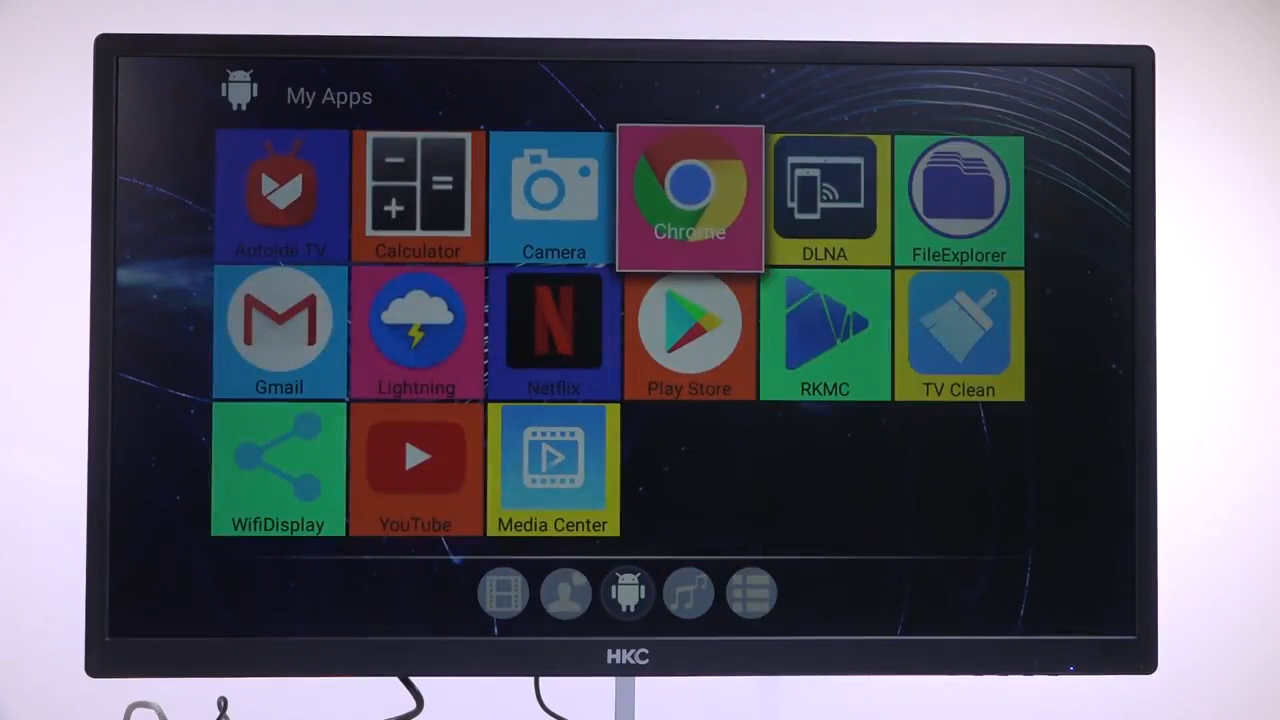 My Apps
Aptoide TV
Calculator
Camera
Chrome
DLNA
FileExplorer
Gmail
Lightning
Netflix
Play Store
RKMC
TV Clean
WifiDisplay
YouTube
Media Center
HKC